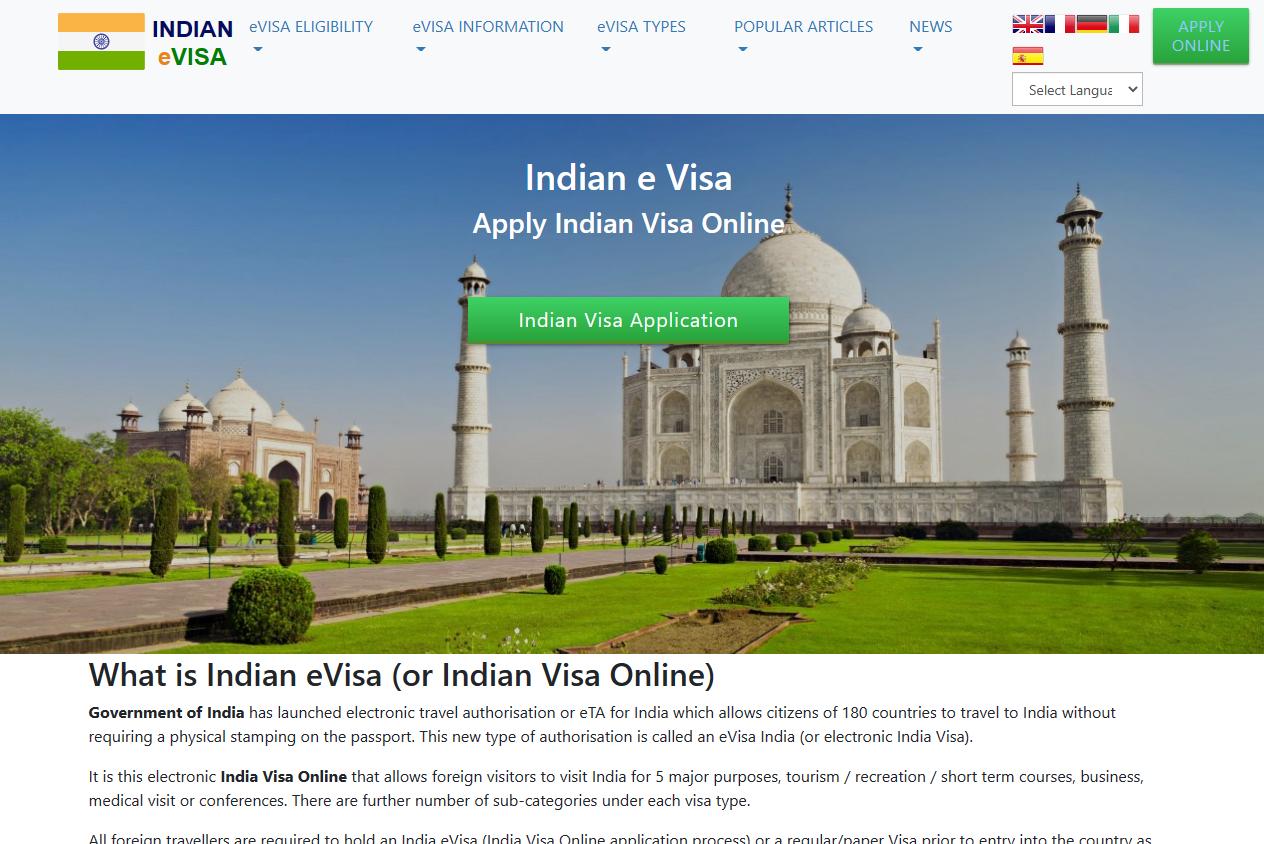 INDIAN
eVISA
eVISA ELIGIBILITY
eVISA INFORMATION
eVISA TYPES
POPULAR ARTICLES
NEWS
APPLY
ONLINE
Select Langua
Indian e Visa
Apply Indian Visa Online
Indian Visa Application
What is Indian eVisa (or Indian Visa Online)
Government of India has launched electronic travel authorisation or eTA for India which allows citizens of 180 countries to travel to India without
requiring a physical stamping on the passport. This new type of authorisation is called an eVisa India (or electronic India Visa).
It is this electronic India Visa Online that allows foreign visitors to visit India for 5 major purposes, tourism / recreation / short term courses, business,
medical visit or conferences. There are further number of sub-categories under each visa type.
All foreign travellers are required to hold an India eVisa (India Visa Online application process) or a regular/paper Visa prior to entry into the country as